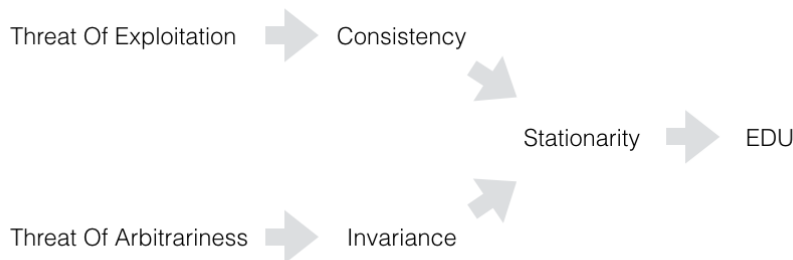 Threat Of Exploitation
Consistency
Stationarity
EDU
Threat Of Arbitrariness
Invariance